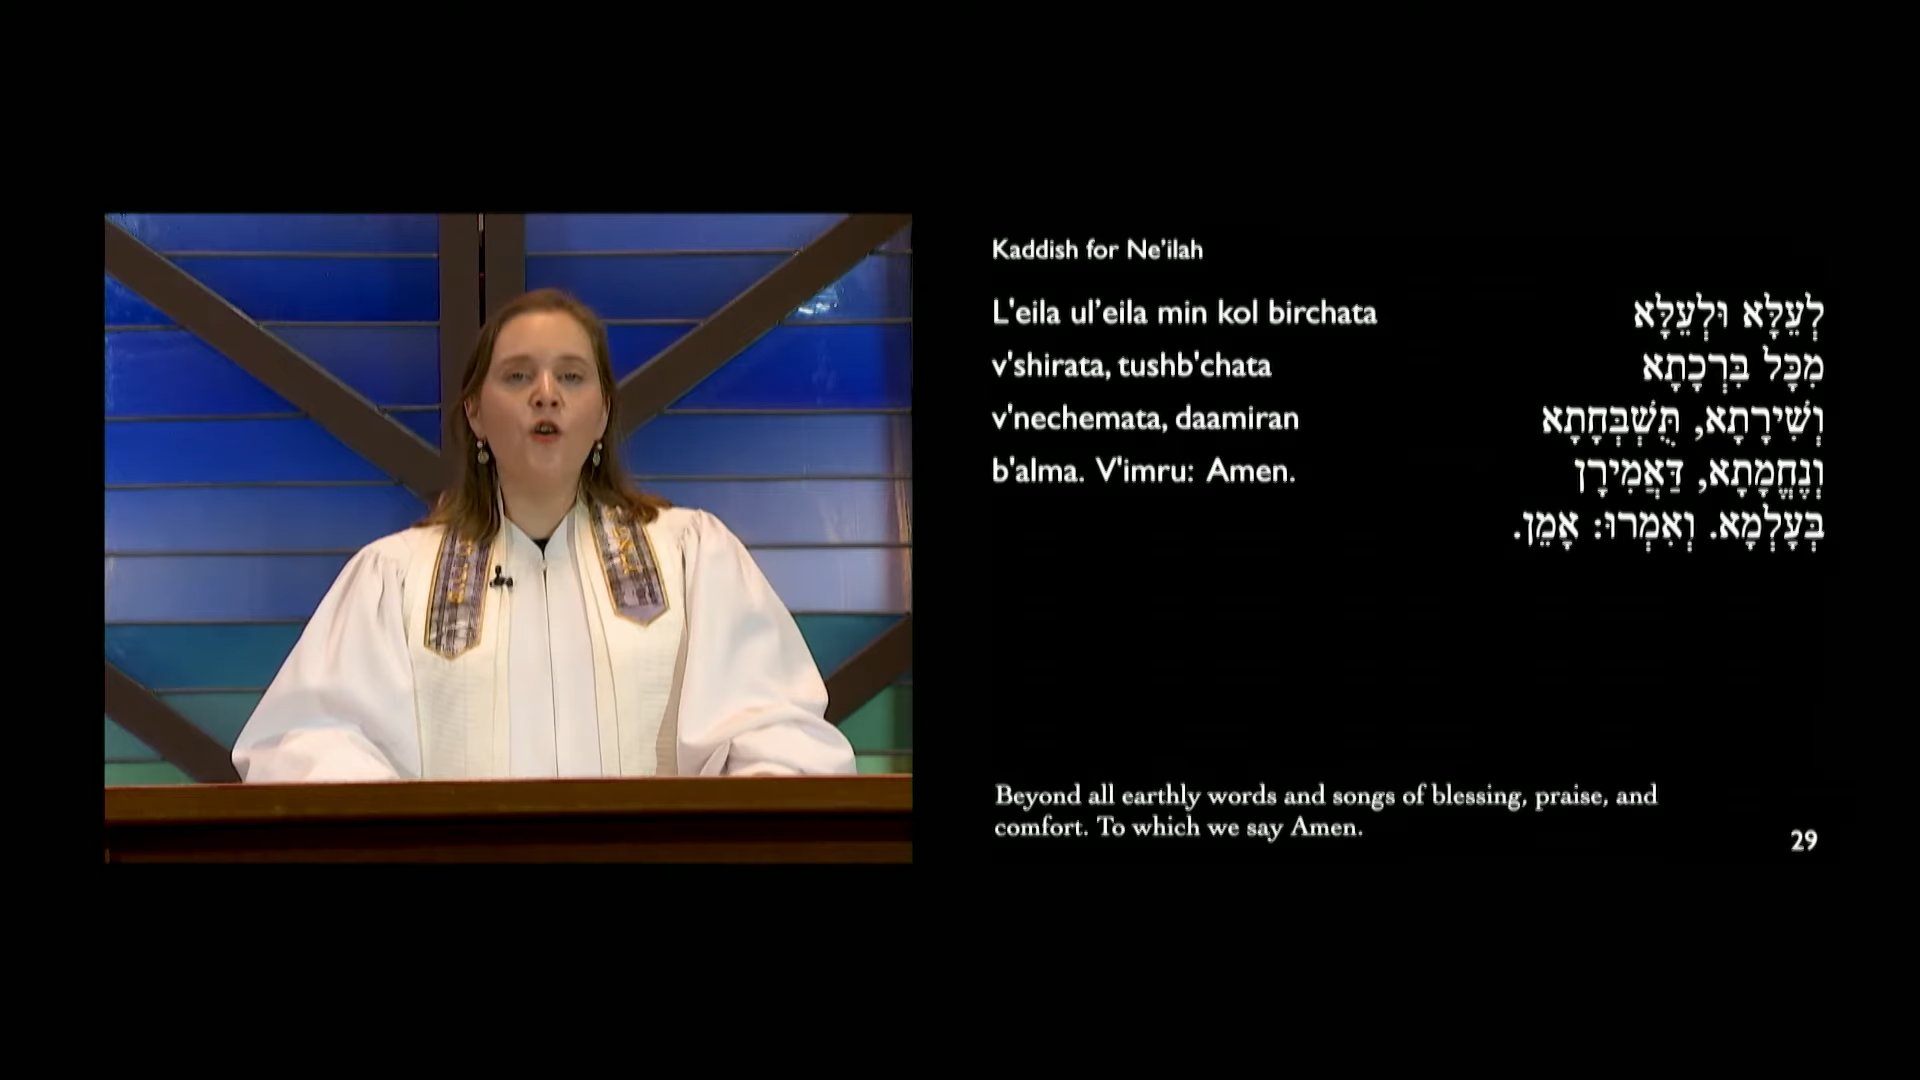 Kaddish for Ne'ilah
L'eila ul’eila min kol birchata
v'shirata, tushb'chata
v'nechemata, daamiran
b'alma. V'imru: Amen.
לְעֵלָּא וּלְעֵלָּא
מִכׇּל בִּרְכָתָא
וְשִׁירָתָא, תֻּשְׁבְּחָתָא
וְנֶחֱמָתָא, דַּאֲמִירָן
בְּעָלְמָא. וְאִמְרוּ: אָמֵן.
Beyond all earthly words and songs of blessing, praise, and
comfort. To which we say Amen.
29